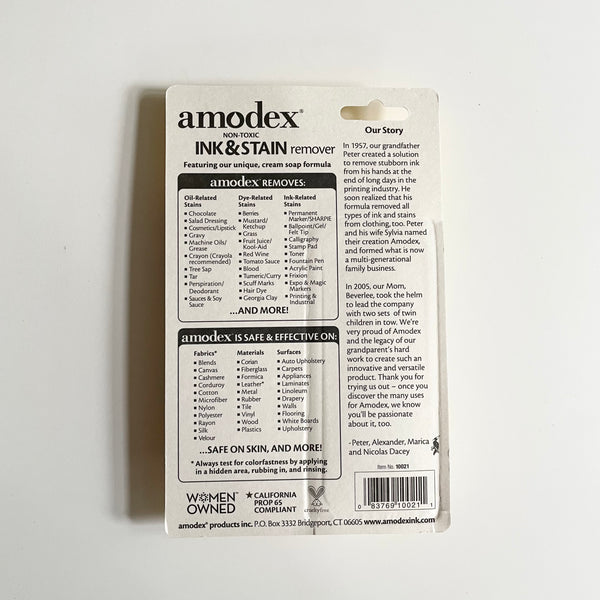 amodex®
NON-TOXIC
INK & STAIN remover
Featuring our unique, cream soap formula
amodex REMOVES:
Oil-Related
Stains
▪ Chocolate
▪ Salad Dressing
▪ Cosmetics/Lipstick
▪ Gravy
▪ Machine Oils/
Grease
▪ Crayon (Crayola
recommended)
▪ Tree Sap
▪ Tar
▪ Perspiration/
Deodorant
▪ Sauces & Soy
Sauce
Dye-Related
Stains
▪ Berries
▪ Mustard/
Ketchup
▪ Grass
▪ Fruit Juice/
Kool-Aid
▪ Red Wine
▪ Tomato Sauce
▪ Blood
▪ Tumeric/Curry
▪ Scuff Marks
▪ Hair Dye
▪ Georgia Clay
Ink-Related
Stains
▪ Permanent
Marker/SHARPIE
▪ Ballpoint/Gel/
Felt Tip
▪ Calligraphy
▪ Stamp Pad
▪ Toner
▪ Fountain Pen
▪ Acrylic Paint
▪ Frixion
▪ Expo & Magic
Markers
▪ Printing &
Industrial
...AND MORE!
amodex IS SAFE & EFFECTIVE ON:
Fabrics*
▪ Blends
▪ Canvas
▪ Cashmere
▪ Corduroy
▪ Cotton
▪ Microfiber
▪ Nylon
▪ Polyester
▪ Rayon
▪ Silk
▪ Velour
Materials
▪ Corian
▪ Fiberglass
▪ Formica
▪ Leather*
▪ Metal
▪ Rubber
▪ Tile
▪ Vinyl
▪ Wood
▪ Plastics
Surfaces
▪ Auto Upholstery
▪ Carpets
▪ Appliances
▪ Laminates
▪ Linoleum
▪ Drapery
▪ Walls
▪ Flooring
▪ White Boards
▪ Upholstery
...SAFE ON SKIN, AND MORE!
* Always test for colorfastness by applying
in a hidden area, rubbing in, and rinsing.
WOMEN™
OWNED
★ CALIFORNIA
PROP 65
COMPLIANT
crueltyfree
amodex® products inc. P.O. Box 3332 Bridgeport, CT 06605 www.amodexink.com
Our Story
In 1957, our grandfather
Peter created a solution
to remove stubborn ink
from his hands at the
end of long days in the
printing industry. He
soon realized that his
formula removed all
types of ink and stains
from clothing, too. Peter
and his wife Sylvia named
their creation Amodex,
and formed what is now
a multi-generational
family business.
In 2005, our Mom,
Beverlee, took the helm
to lead the company
with two sets of twin
children in tow. We're
very proud of Amodex
and the legacy of our
grandparent's hard
work to create such an
innovative and versatile
product. Thank you for
trying us out – once you
discover the many uses
for Amodex, we know
you'll be passionate
about it, too.
-Peter, Alexander, Marica
and Nicolas Dacey
Item No. 10021
0 83769 10021 1